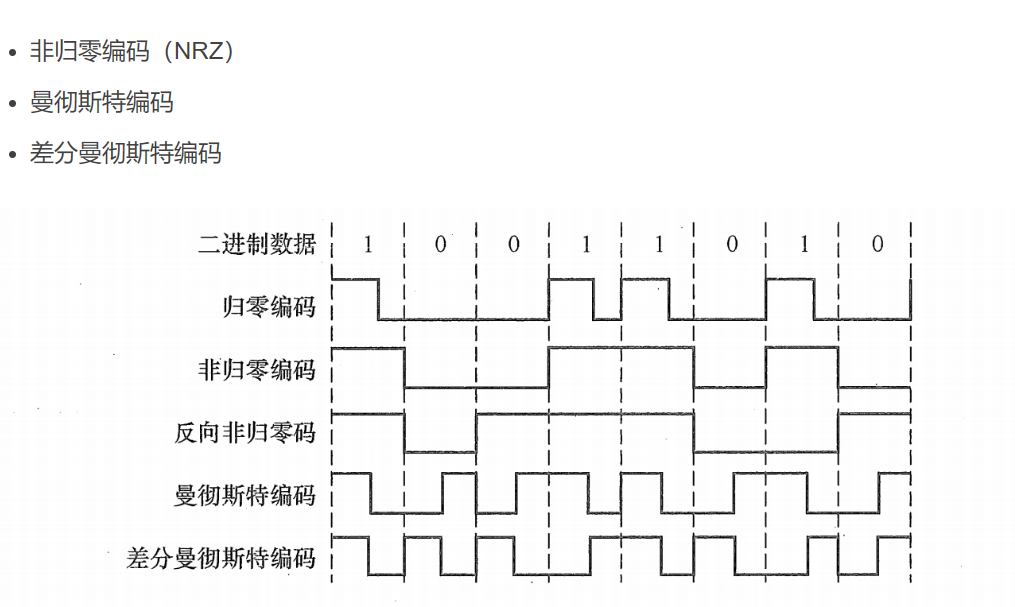 非归零编码（NRZ）
曼彻斯特编码
差分曼彻斯特编码
二进制数据 1 0 0 1 1 0 1 0
归零编码
非归零编码
反向非归零码
曼彻斯特编码
差分曼彻斯特编码